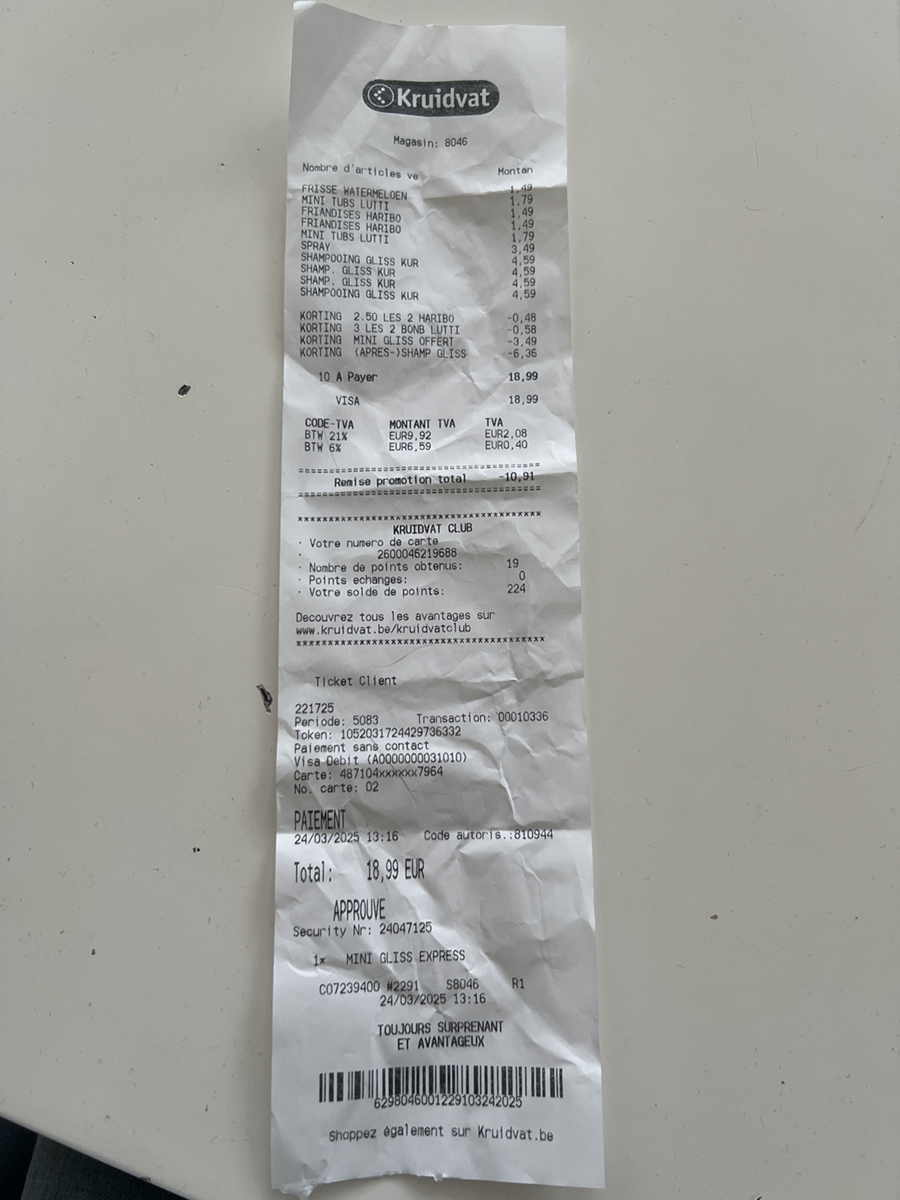 Kruidvat
Magasin: 8046
Nombre d'articles ve Montan
FRISSE WATERMELOEN 1,49
MINI TUBS LUTTI 1,79
FRIANDISES HARIBO 1,49
FRIANDISES HARIBO 1,49
MINI TUBS LUTTI 1,79
SPRAY 3,49
SHAMPOOING GLISS KUR 4,59
SHAMP. GLISS KUR 4,59
SHAMP. GLISS KUR 4,59
SHAMPOOING GLISS KUR 4,59
KORTING 2.50 LES 2 HARIBO -0,48
KORTING 3 LES 2 BONB LUTTI -0,58
KORTING MINI GLISS OFFERT -3,49
KORTING (APRES-)SHAMP GLISS -6,36
10 A Payer 18,99
VISA 18,99
CODE-TVA MONTANT TVA TVA
BTW 21% EUR9,92 EUR2,08
BTW 6% EUR6,59 EUR0,40
========================================
Remise promotion total -10,91
========================================
****************************************
KRUIDVAT CLUB
· Votre numero de carte
· 2600046219688
· Nombre de points obtenus: 19
· Points echanges: 0
· Votre solde de points: 224
Decouvrez tous les avantages sur
www.kruidvat.be/kruidvatclub
****************************************
Ticket Client
221725
Periode: 5083 Transaction: 00010336
Token: 1052031724429736332
Paiement sans contact
Visa Debit (A0000000031010)
Carte: 487104xxxxxx7964
No. carte: 02
PAIEMENT
24/03/2025 13:16 Code autoris.:810944
Total: 18,99 EUR
APPROUVE
Security Nr: 24047125
1* MINI GLISS EXPRESS
C07239400 #2291 S8046 R1
24/03/2025 13:16
TOUJOURS SURPRENANT
ET AVANTAGEUX
6298046001229103242025
Shoppez également sur Kruidvat.be